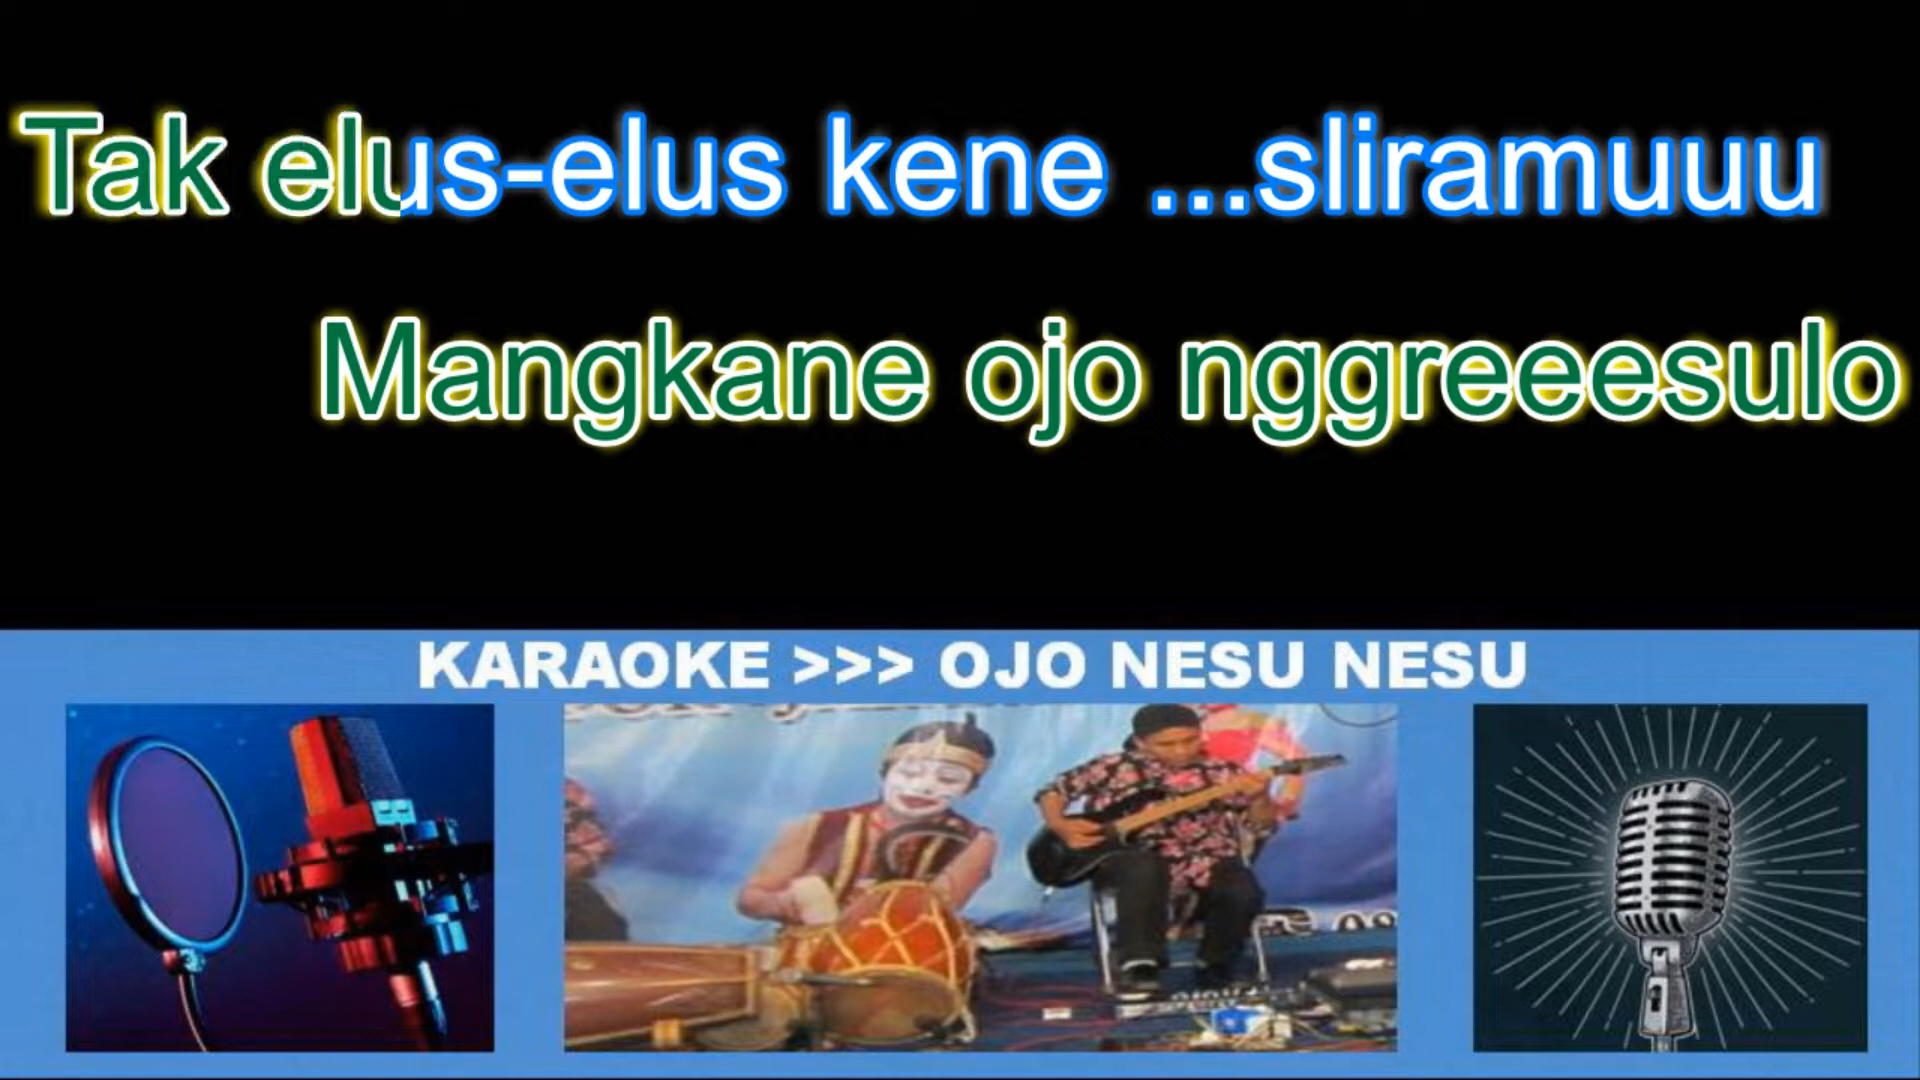 Tak elus-elus kene ...sliramuuu
Mangkane ojo nggreeesulo
KARAOKE >>> OJO NESU NESU